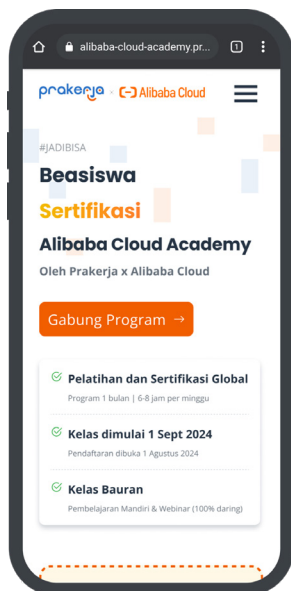 alibaba-cloud-academy.pr...
1
prakerja · Alibaba Cloud
#JADIBISA
Beasiswa
Sertifikasi
Alibaba Cloud Academy
Oleh Prakerja x Alibaba Cloud
Gabung Program →
Pelatihan dan Sertifikasi Global
Program 1 bulan | 6-8 jam per minggu
Kelas dimulai 1 Sept 2024
Pendaftaran dibuka 1 Agustus 2024
Kelas Bauran
Pembelajaran Mandiri & Webinar (100% daring)